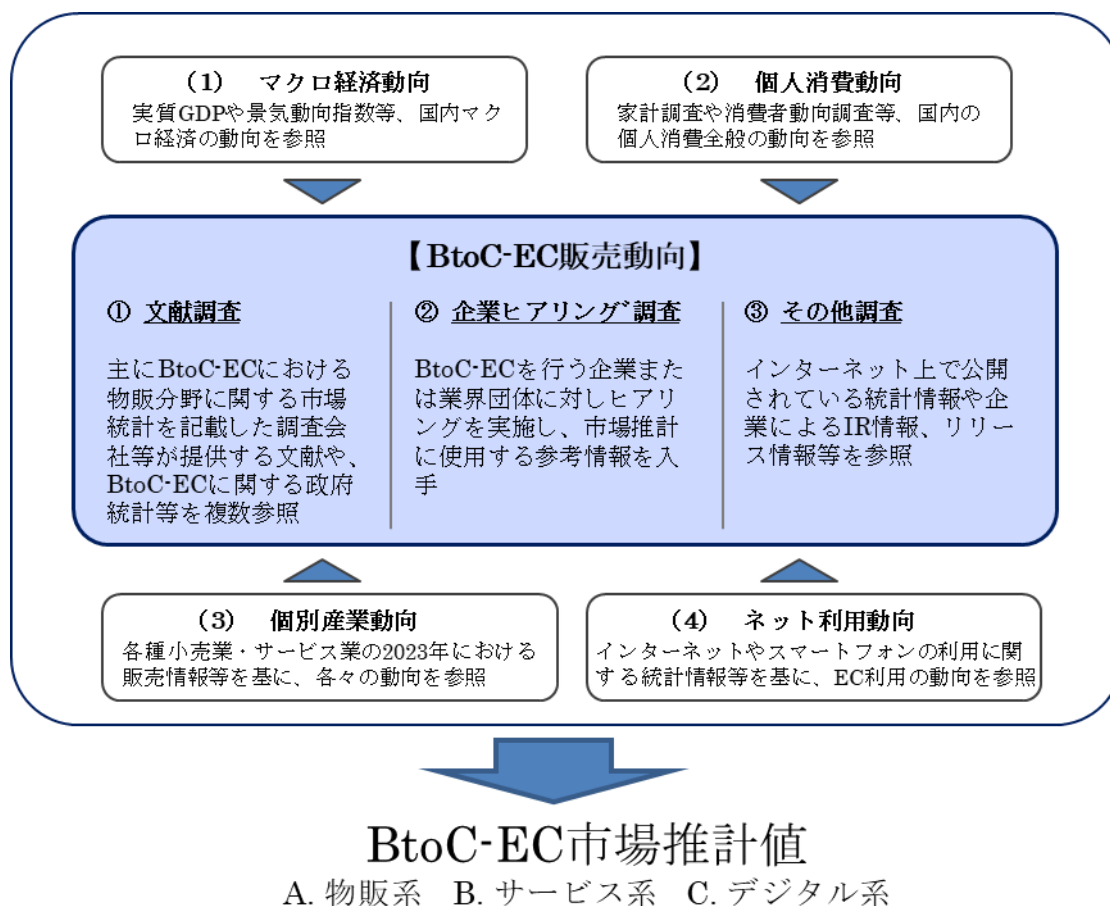 (1) マクロ経済動向
実質GDPや景気動向指数等、国内マク
ロ経済の動向を参照
(2) 個人消費動向
家計調査や消費者動向調査等、国内の
個人消費全般の動向を参照
【BtoC-EC販売動向】
① 文献調査
主にBtoC-ECにおける
物販分野に関する市場
統計を記載した調査会
社等が提供する文献や、
BtoC-ECに関する政府
統計等を複数参照
② 企業ヒアリング調査
BtoC-ECを行う企業また
は業界団体に対しヒアリ
ングを実施し、市場推計
に使用する参考情報を入
手
③ その他調査
インターネット上で公開
されている統計情報や企
業によるIR情報、リリー
ス情報等を参照
(3) 個別産業動向
各種小売業・サービス業の2023年における
販売情報等を基に、各々の動向を参照
(4) ネット利用動向
インターネットやスマートフォンの利用に関
する統計情報等を基に、EC利用の動向を参照
BtoC-EC市場推計値
A. 物販系 B. サービス系 C. デジタル系